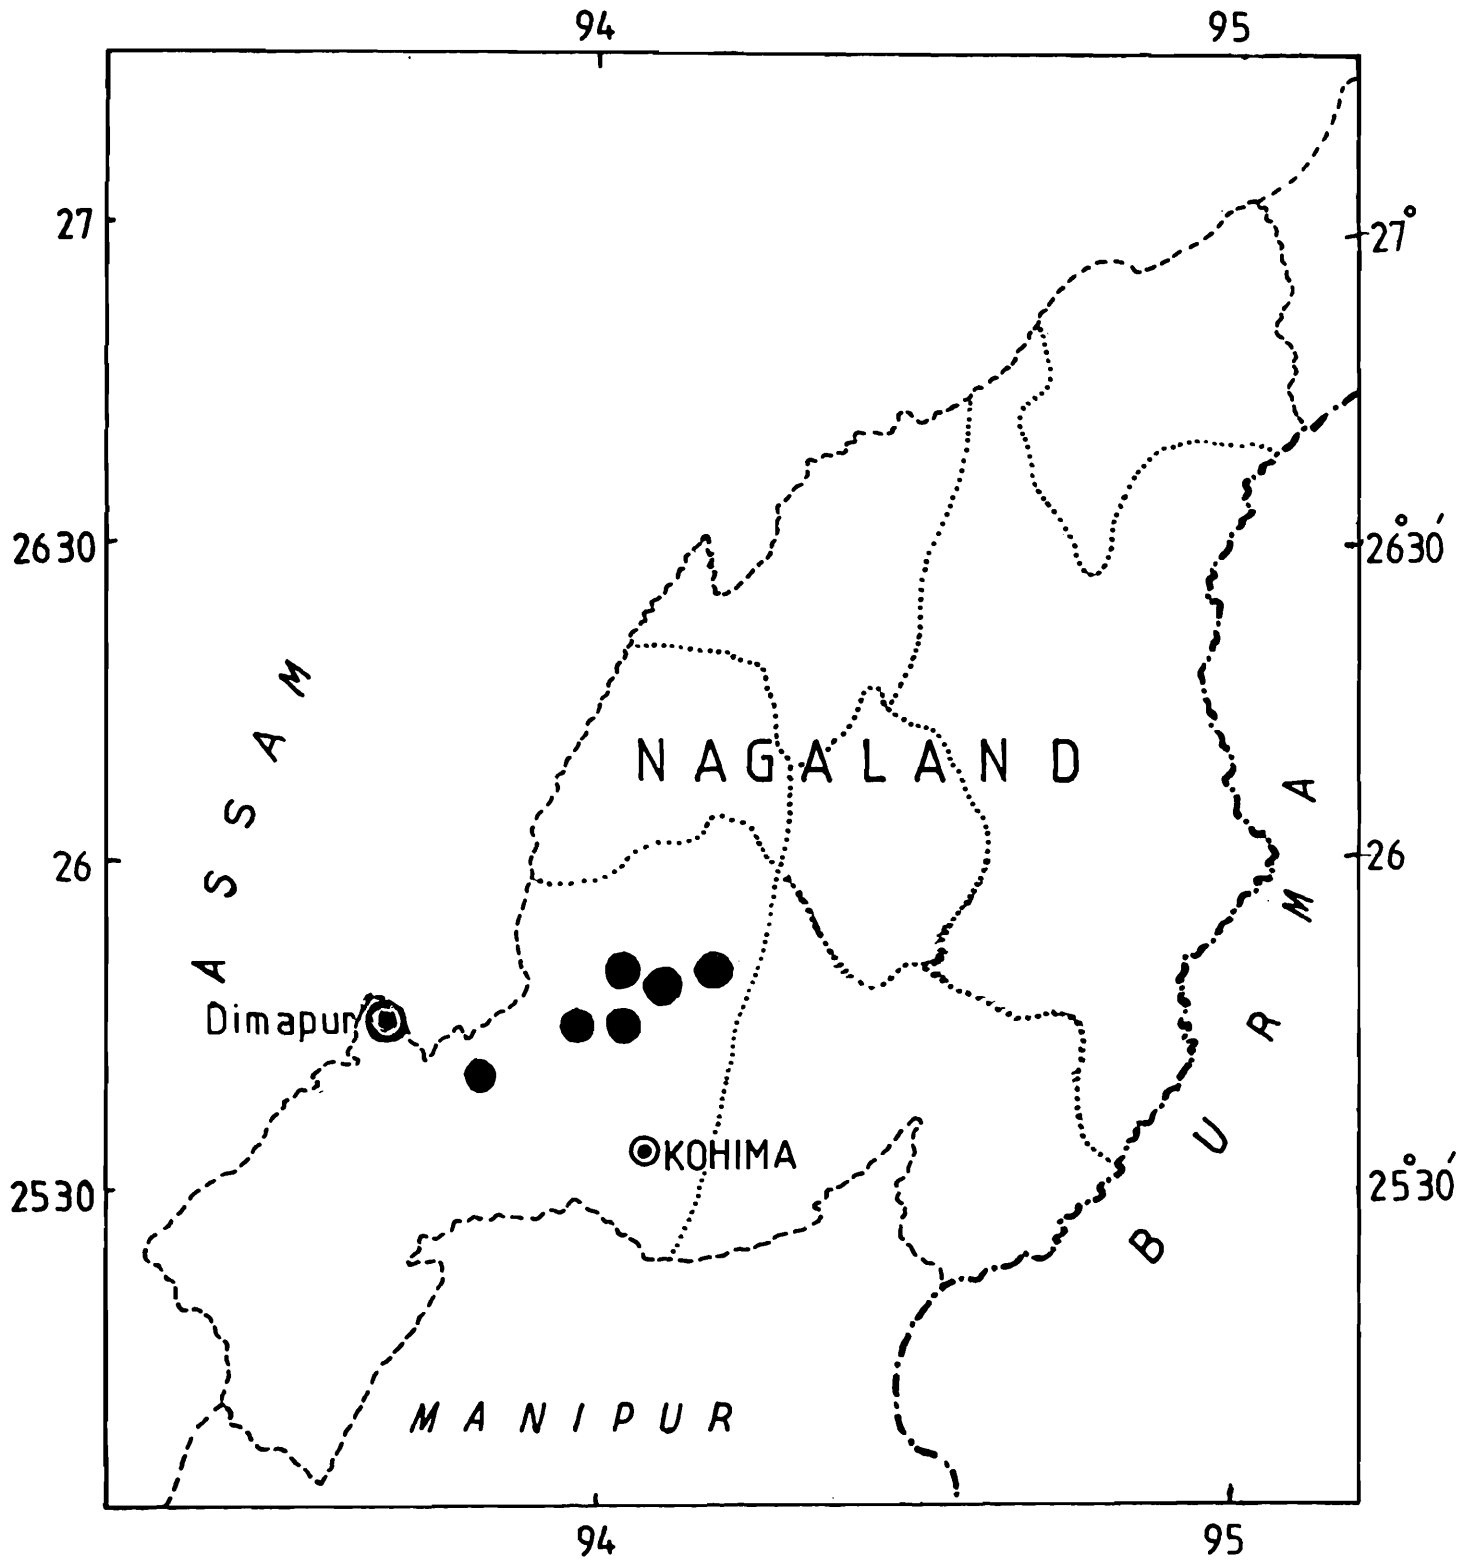 94 95
27 27°
2630 26°30′
ASSAM
NAGALAND
BURMA
26 26
Dimapur
KOHIMA
2530 25°30′
MANIPUR
94 95